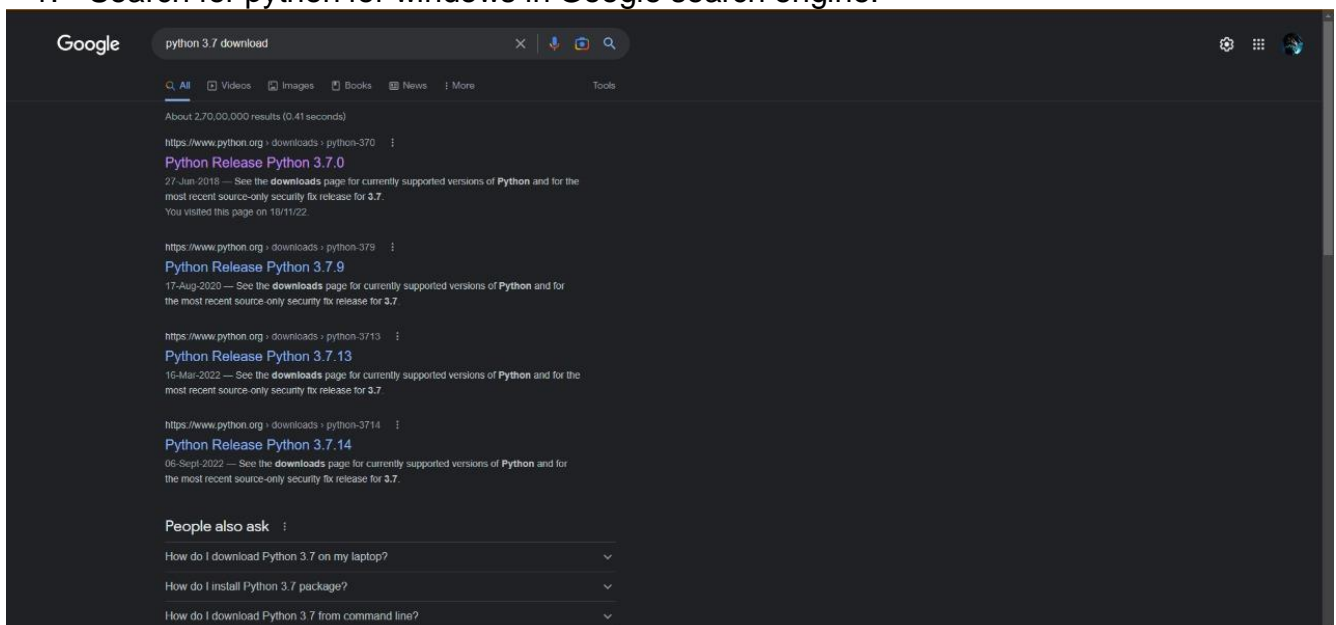 1. Search for python for windows in Google search engine.
Google
python 3.7 download
All Videos Images Books News More Tools
About 2,70,00,000 results (0.41 seconds)
https://www.python.org › downloads › python-370
Python Release Python 3.7.0
27-Jun-2018 — See the downloads page for currently supported versions of Python and for the
most recent source-only security fix release for 3.7.
You visited this page on 18/11/22.
https://www.python.org › downloads › python-379
Python Release Python 3.7.9
17-Aug-2020 — See the downloads page for currently supported versions of Python and for
the most recent source-only security fix release for 3.7.
https://www.python.org › downloads › python-3713
Python Release Python 3.7.13
16-Mar-2022 — See the downloads page for currently supported versions of Python and for the
most recent source-only security fix release for 3.7.
https://www.python.org › downloads › python-3714
Python Release Python 3.7.14
06-Sept-2022 — See the downloads page for currently supported versions of Python and for
the most recent source-only security fix release for 3.7.
People also ask
How do I download Python 3.7 on my laptop?
How do I install Python 3.7 package?
How do I download Python 3.7 from command line?